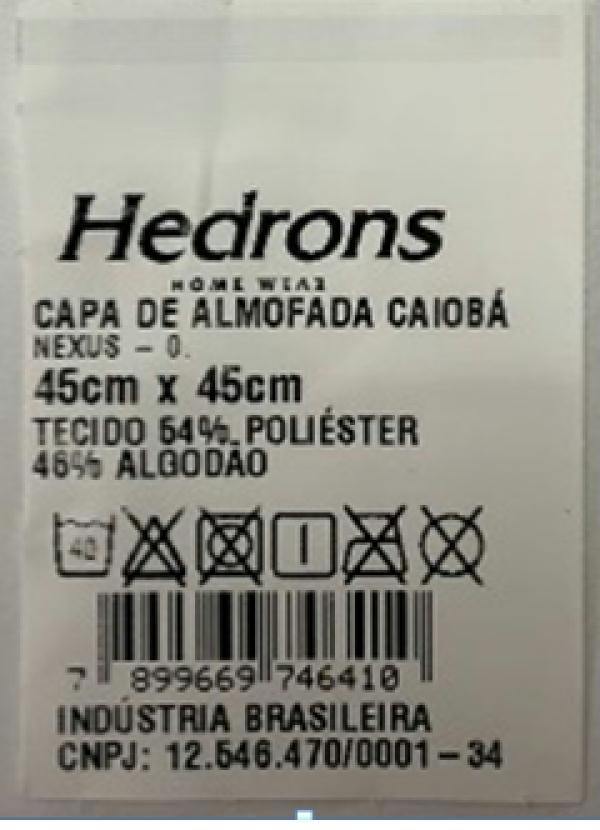 Hedrons
HOME WEAR
CAPA DE ALMOFADA CAIOBÁ
NEXUS – 0.
45cm x 45cm
TECIDO 54% POLIÉSTER
46% ALGODÃO
40
7 899669 746410
INDÚSTRIA BRASILEIRA
CNPJ: 12.546.470/0001-34